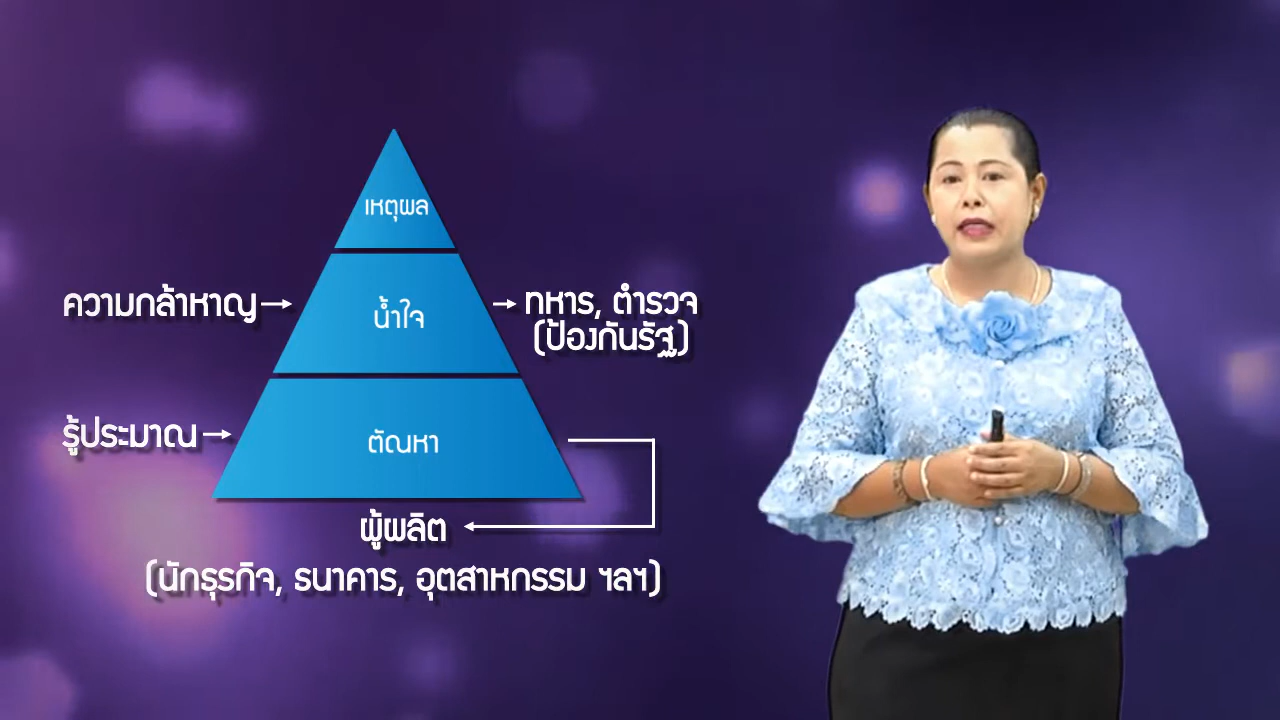 เหตุผล
ความกล้าหาญ
น้ำใจ
ทหาร, ตำรวจ
(ป้องกันรัฐ)
รู้ประมาณ
ตัณหา
ผู้ผลิต
(นักธุรกิจ, ธนาคาร, อุตสาหกรรม ฯลฯ)